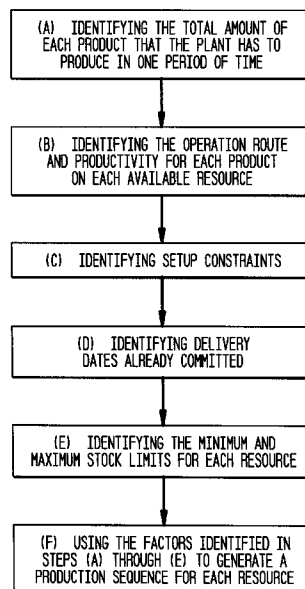 (A) IDENTIFYING THE TOTAL AMOUNT OF
EACH PRODUCT THAT THE PLANT HAS TO
PRODUCE IN ONE PERIOD OF TIME
(B) IDENTIFYING THE OPERATION ROUTE
AND PRODUCTIVITY FOR EACH PRODUCT
ON EACH AVAILABLE RESOURCE
(C) IDENTIFYING SETUP CONSTRAINTS
(D) IDENTIFYING DELIVERY
DATES ALREADY COMMITTED
(E) IDENTIFYING THE MINIMUM AND
MAXIMUM STOCK LIMITS FOR EACH RESOURCE
(F) USING THE FACTORS IDENTIFIED IN
STEPS (A) THROUGH (E) TO GENERATE A
PRODUCTION SEQUENCE FOR EACH RESOURCE